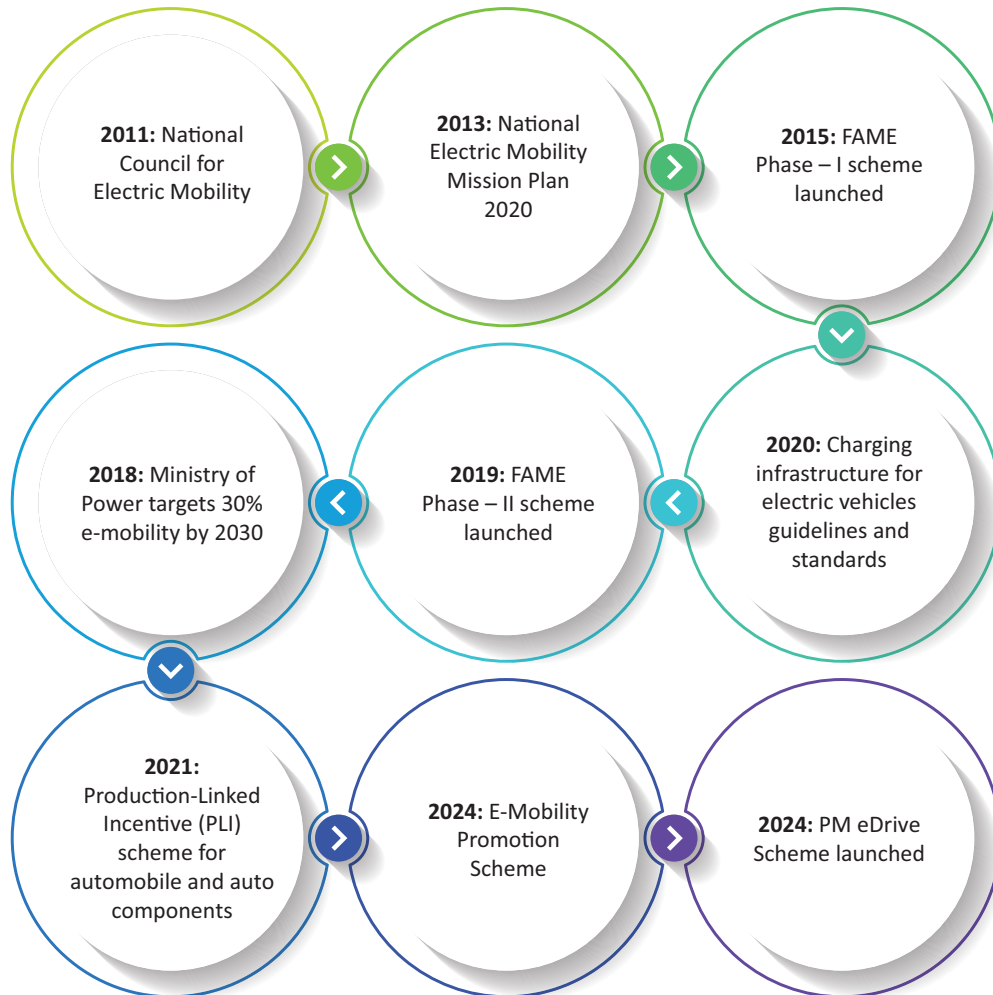 2011: National
Council for
Electric Mobility
2013: National
Electric Mobility
Mission Plan
2020
2015: FAME
Phase – I scheme
launched
2020: Charging
infrastructure for
electric vehicles
guidelines and
standards
2019: FAME
Phase – II scheme
launched
2018: Ministry of
Power targets 30%
e-mobility by 2030
2021:
Production-Linked
Incentive (PLI)
scheme for
automobile and auto
components
2024: E-Mobility
Promotion
Scheme
2024: PM eDrive
Scheme launched